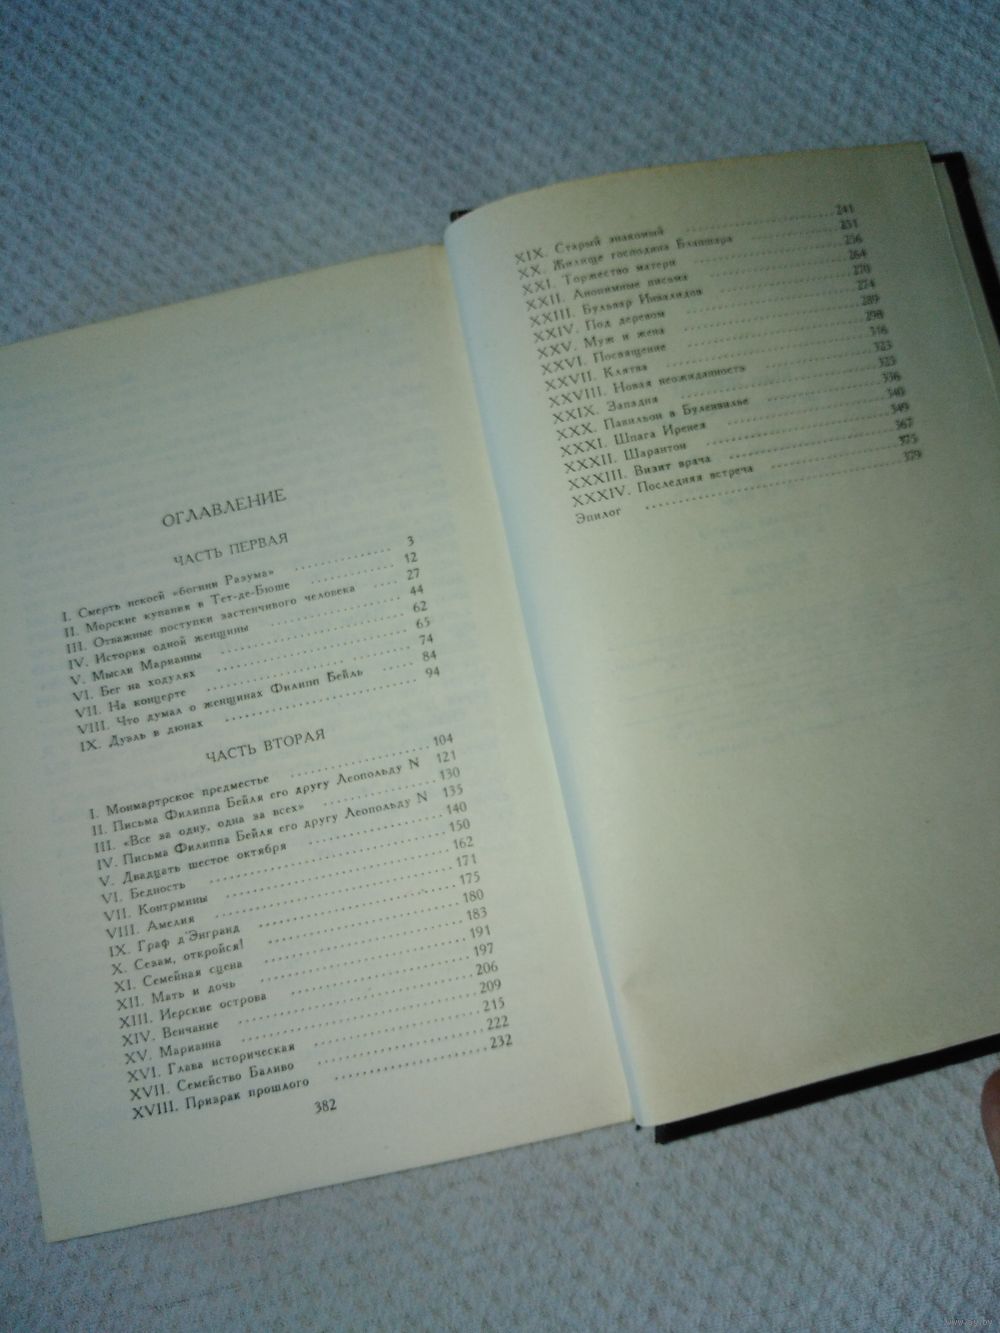 ОГЛАВЛЕНИЕ
ЧАСТЬ ПЕРВАЯ
I. Смерть некоей «богини Разума» 3
II. Морские купания в Тет-де-Бюше 12
III. Отважные поступки застенчивого человека 27
IV. История одной женщины 44
V. Мысли Марианны 62
VI. Бег на ходулях 65
VII. На концерте 74
VIII. Что думал о женщинах Филипп Бейль 84
IX. Дуэль в дюнах 94
ЧАСТЬ ВТОРАЯ
I. Монмартрское предместье 104
II. Письма Филиппа Бейля его другу Леопольду N 121
III. «Все за одну, одна за всех» 130
IV. Письма Филиппа Бейля его другу Леопольду N 135
V. Двадцать шестое октября 140
VI. Бедность 150
VII. Контрмины 162
VIII. Амелия 171
IX. Граф д'Энгранд 175
X. Сезам, откройся! 180
XI. Семейная сцена 183
XII. Мать и дочь 191
XIII. Иерские острова 197
XIV. Венчание 206
XV. Марианна 209
XVI. Глава историческая 215
XVII. Семейство Баливо 222
XVIII. Призрак прошлого 232
382
XIX. Старый знакомый 241
XX. Жилище господина Бланшара 251
XXI. Торжество матери 256
XXII. Анонимные письма 264
XXIII. Бульвар Инвалидов 270
XXIV. Под деревом 274
XXV. Муж и жена 289
XXVI. Посвящение 298
XXVII. Клятва 316
XXVIII. Новая неожиданность 323
XXIX. Западня 325
XXX. Павильон в Буленвилье 336
XXXI. Шпага Иренея 340
XXXII. Шарантон 349
XXXIII. Визит врача 367
XXXIV. Последняя встреча 375
Эпилог 379